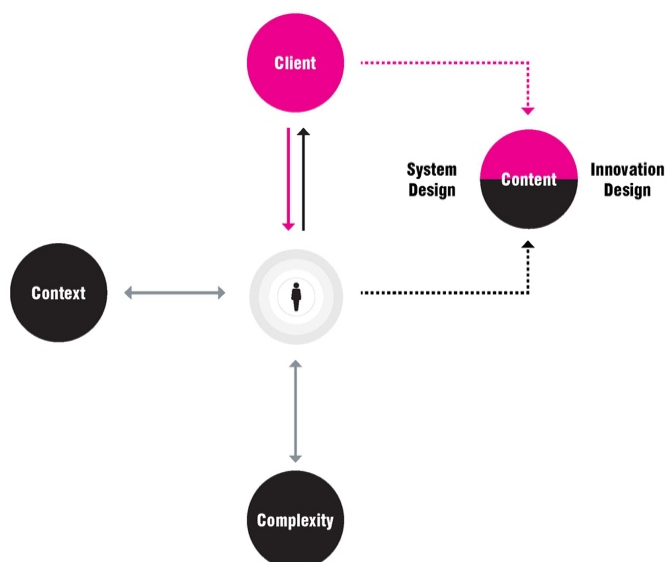 Client
System
Design
Content
Innovation
Design
Context
Complexity